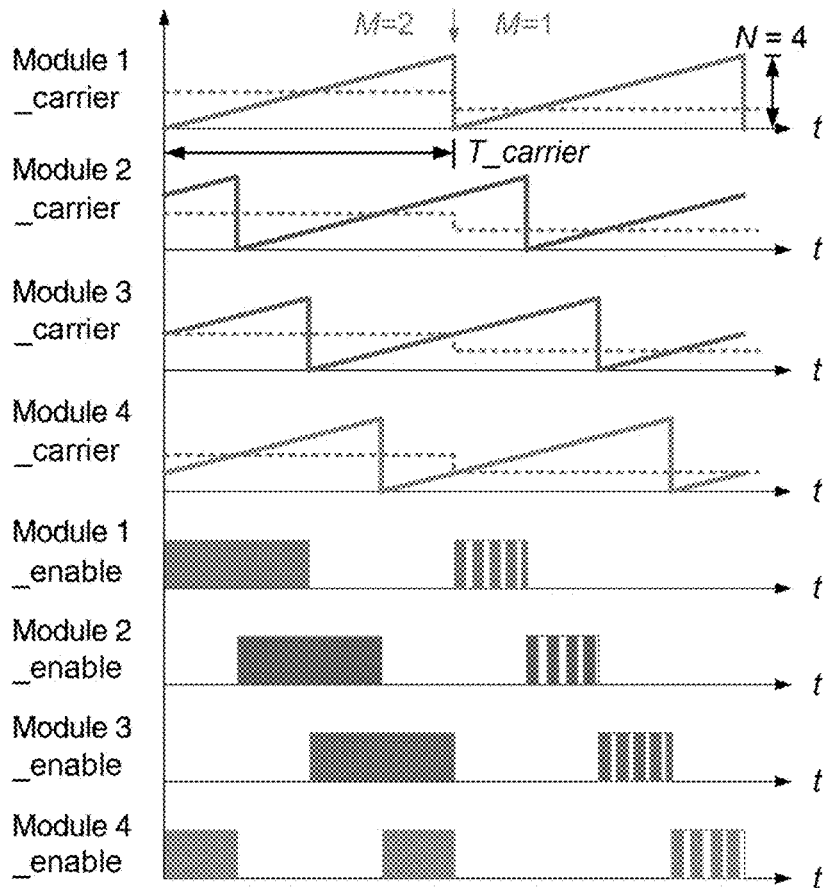 M=2 M=1
N = 4
Module 1
_carrier
t
T_carrier
Module 2
_carrier
t
Module 3
_carrier
t
Module 4
_carrier
t
Module 1
_enable
t
Module 2
_enable
t
Module 3
_enable
t
Module 4
_enable
t